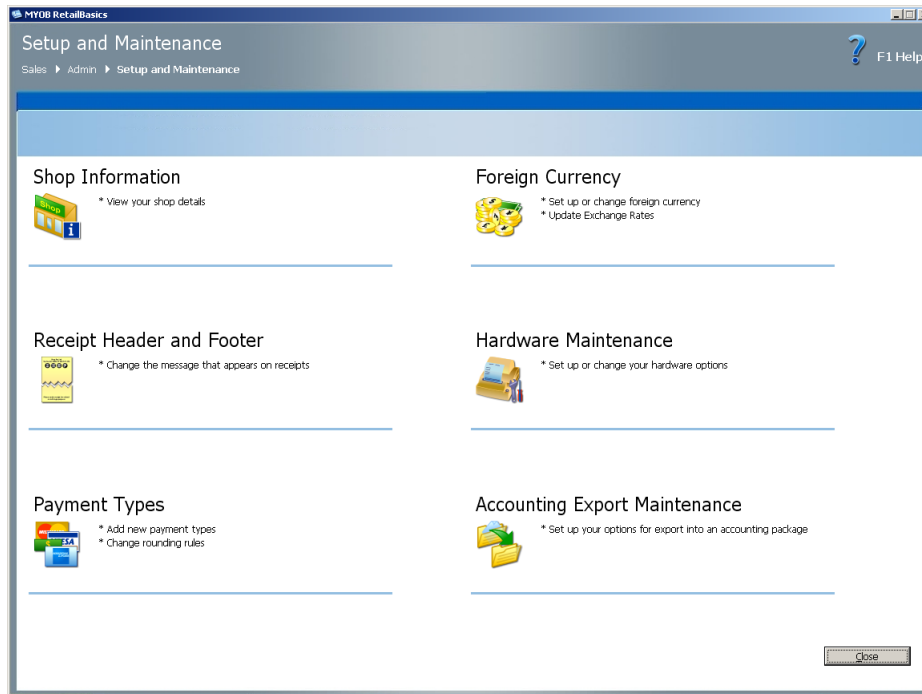 MYOB RetailBasics
Setup and Maintenance
F1 Help
Sales Admin Setup and Maintenance
Shop Information
Shop
* View your shop details
Foreign Currency
* Set up or change foreign currency
* Update Exchange Rates
Receipt Header and Footer
* Change the message that appears on receipts
Hardware Maintenance
* Set up or change your hardware options
Payment Types
* Add new payment types
* Change rounding rules
Accounting Export Maintenance
* Set up your options for export into an accounting package
Close